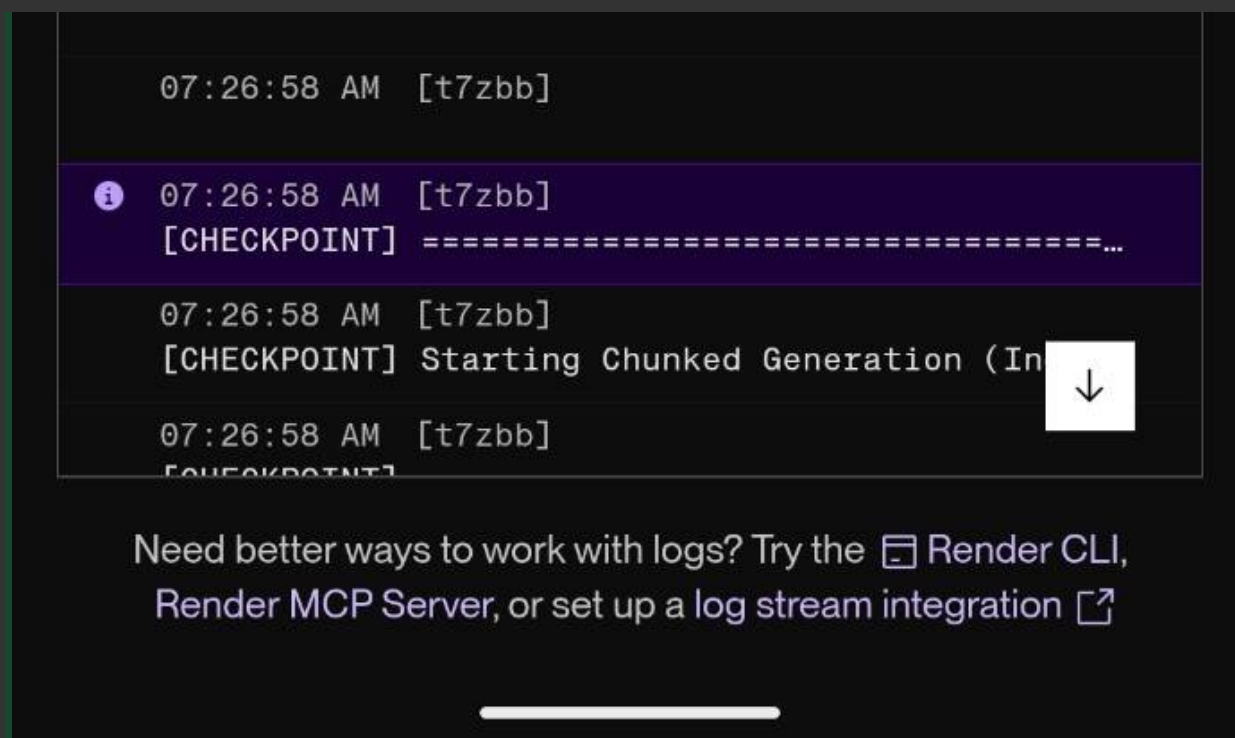 07:26:58 AM [t7zbb]
07:26:58 AM [t7zbb]
[CHECKPOINT] ==================================…
07:26:58 AM [t7zbb]
[CHECKPOINT] Starting Chunked Generation (In
07:26:58 AM [t7zbb]
[CHECKPOINT]
Need better ways to work with logs? Try the Render CLI,
Render MCP Server, or set up a log stream integration